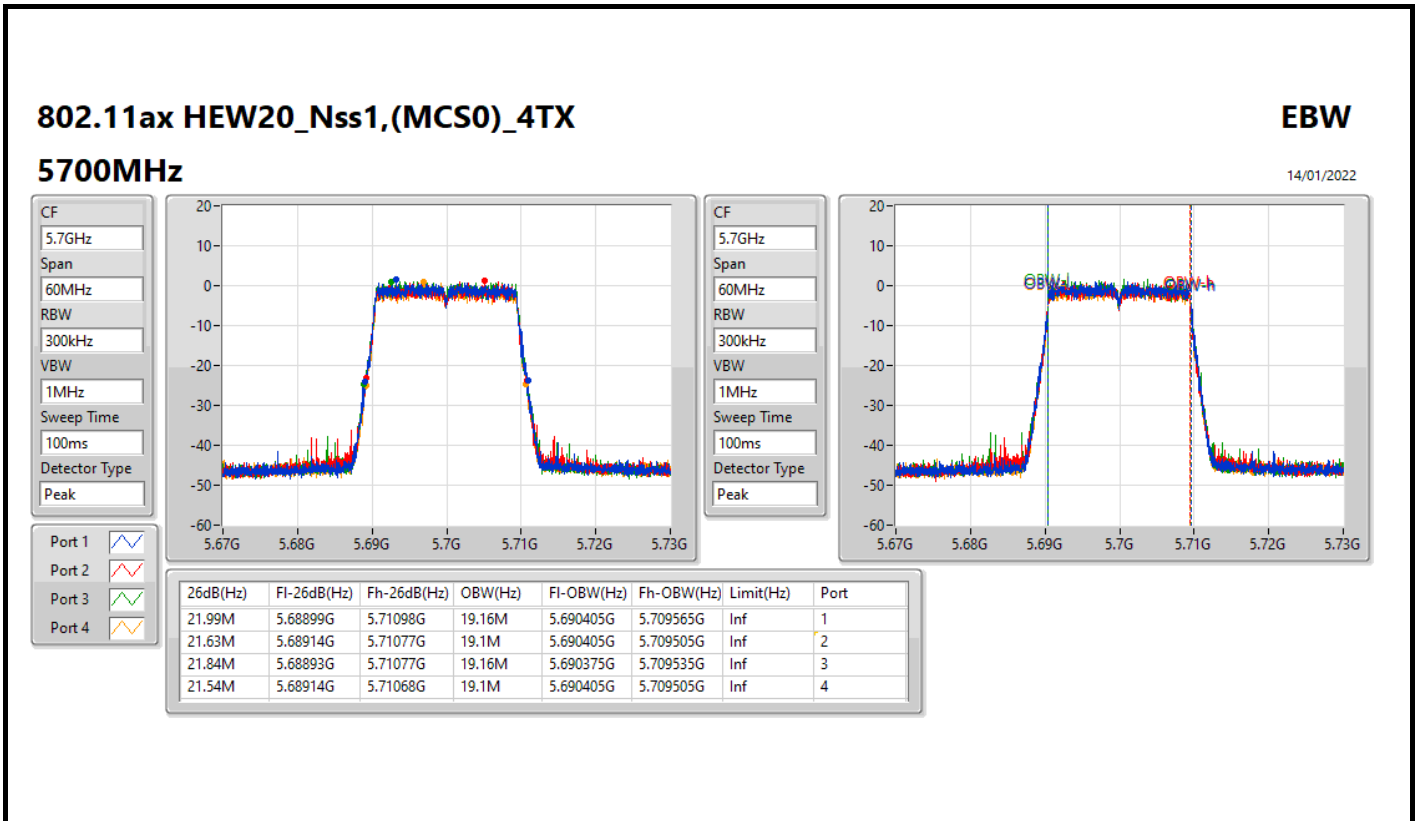 802.11ax HEW20_Nss1,(MCS0)_4TX
EBW
5700MHz
14/01/2022
CF
5.7GHz
Span
60MHz
RBW
300kHz
VBW
1MHz
Sweep Time
100ms
Detector Type
Peak
20
10
0
-10
-20
-30
-40
-50
-60
5.67G 5.68G 5.69G 5.7G 5.71G 5.72G 5.73G
CF
5.7GHz
Span
60MHz
RBW
300kHz
VBW
1MHz
Sweep Time
100ms
Detector Type
Peak
20
10
0
-10
-20
-30
-40
-50
-60
OBW-h
5.67G 5.68G 5.69G 5.7G 5.71G 5.72G 5.73G
Port 1
Port 2
Port 3
Port 4
26dB(Hz) Fl-26dB(Hz) Fh-26dB(Hz) OBW(Hz) Fl-OBW(Hz) Fh-OBW(Hz) Limit(Hz) Port
21.99M 5.68899G 5.71098G 19.16M 5.690405G 5.709565G Inf 1
21.63M 5.68914G 5.71077G 19.1M 5.690405G 5.709505G Inf 2
21.84M 5.68893G 5.71077G 19.16M 5.690375G 5.709535G Inf 3
21.54M 5.68914G 5.71068G 19.1M 5.690405G 5.709505G Inf 4